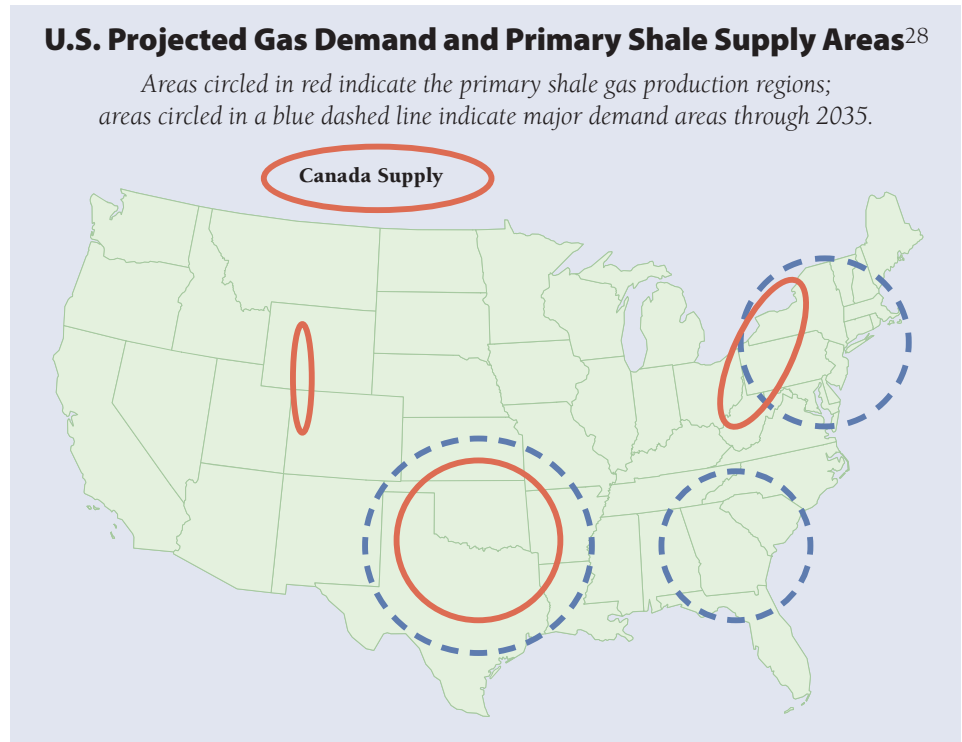 U.S. Projected Gas Demand and Primary Shale Supply Areas28
Areas circled in red indicate the primary shale gas production regions;
areas circled in a blue dashed line indicate major demand areas through 2035.
Canada Supply